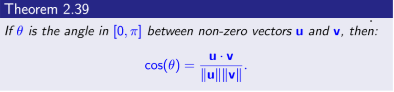 Theorem 2.39
If θ is the angle in [0, π] between non-zero vectors u and v, then:
cos(θ) = u · v / ‖u‖‖v‖.